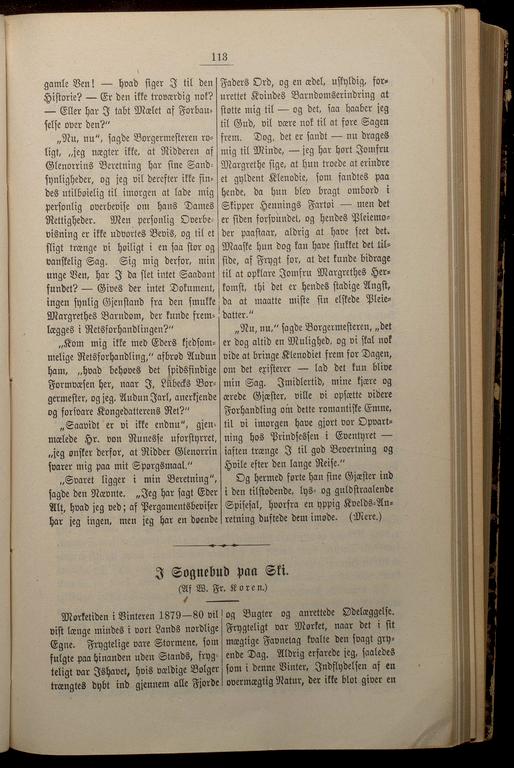 113
gamle Ven! — hvad siger I til den
Historie? — Er den ikke troværdig nok?
— Eller har I tabt Mælet af Forbau-
selse over den?"
„Nu, nu", sagde Borgermesteren ro-
ligt, „jeg nægter ikke, at Ridderen af
Glenorrins Beretning har sine Sand-
synligheder, og jeg vil derefter ikke fin-
des utilbøielig til imorgen at lade mig
personlig overbevise om hans Dames
Rettigheder. Men personlig Overbe-
visning er ikke udvortes Bevis, og til et
sligt trænge vi høiligt i en saa stor og
vanskelig Sag. Sig mig derfor, min
unge Ven, har I da slet intet Saadant
fundet? — Gives der intet Dokument,
ingen synlig Gjenstand fra den smukke
Margrethes Barndom, der kunde frem-
lægges i Retsforhandlingen?"
„Kom mig ikke med Eders kjedsom-
melige Retsforhandling," afbrød Audun
ham, „hvad behøves det spidsfindige
Formvæsen her, naar I, Lübecks Bor-
germester, og jeg, Audun Jarl, anerkjende
og forsvare Kongedatterens Ret?"
„Saavidt er vi ikke endnu", gjen-
mælede Hr. von Runesse uforstyrret,
„jeg ønsker derfor, at Ridder Glenorrin
svarer mig paa mit Spørgsmaal."
„Svaret ligger i min Beretning",
sagde den Nævnte. „Jeg har sagt Eder
Alt, hvad jeg ved; af Pergamentsbeviser
har jeg ingen, men jeg har en døende
Faders Ord, og en ædel, uskyldig, for-
urettet Kvindes Barndomserindring at
støtte mig til — og det, saa haaber jeg
til Gud, vil være nok til at føre Sagen
frem. Dog, det er sandt — nu drages
mig til Minde, — jeg har hørt Jomfru
Margrethe sige, at hun troede at erindre
et gyldent Klenodie, som fandtes paa
hende, da hun blev bragt ombord i
Skipper Hennings Fartøi — men det
er siden forsvundet, og hendes Pleiemo-
der paastaar, aldrig at have seet det.
Maaske hun dog kan have stukket det til-
side, af Frygt, for at det kunde bidrage
til at opklare Jomfru Margrethes Her-
komst, thi det er hendes stadige Angst,
da at maatte miste sin elskede Pleie-
datter."
„Nu, nu," sagde Borgermesteren, „det
er dog altid en Mulighed, og vi skal nok
vide at bringe Klenodiet frem for Dagen,
om det existerer — lad det kun blive
min Sag. Imidlertid, mine kjære og
ærede Gjæster, ville vi opsætte videre
Forhandling om dette romantiske Emne,
til vi imorgen have gjort vor Opvart-
ning hos Prindsessen i Eventyret —
iaften trænge I til god Bevertning og
Hvile efter den lange Reise."
Og hermed førte han sine Gjæster ind
i den tilstødende, lys- og guldstraalende
Spisesal, hvorfra en yppig Kvelds-An-
retning duftede dem imøde. (Mere.)
I Sognebud paa Ski.
(Af W. Fr. Koren.)
Mørketiden i Vinteren 1879—80 vil
vist længe mindes i vort Lands nordlige
Egne. Frygtelige vare Stormene, som
fulgte paa hinanden uden Stands, fryg-
teligt var Ishavet, hvis vældige Bølger
trængtes dybt ind gjennem alle Fjorde
og Bugter og anrettede Ødelæggelse.
Frygteligt var Mørket, naar det i sit
mægtige Favnetag kvalte den svagt gry-
ende Dag. Aldrig erfarede jeg, saaledes
som i denne Vinter, Indflydelsen af en
overmægtig Natur, der ikke blot giver en